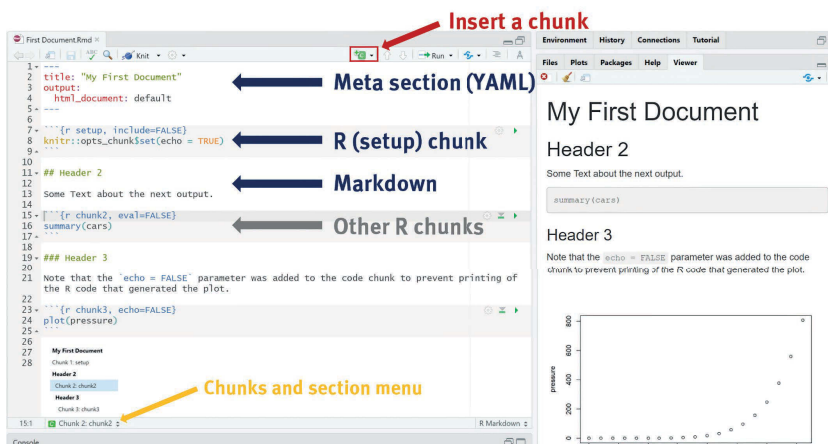 Insert a chunk
First Document.Rmd ×
Knit
Run
1 ---
2 title: "My First Document"
3 output:
4 html_document: default
5 ---
6
7 ```{r setup, include=FALSE}
8 knitr::opts_chunk$set(echo = TRUE)
9 ```
10
11 ## Header 2
12
13 Some Text about the next output.
14
15 ```{r chunk2, eval=FALSE}
16 summary(cars)
17 ```
18
19 ### Header 3
20
21 Note that the `echo = FALSE` parameter was added to the code chunk to prevent printing of
the R code that generated the plot.
22
23 ```{r chunk3, echo=FALSE}
24 plot(pressure)
25 ```
26
27
28
Meta section (YAML)
R (setup) chunk
Markdown
Other R chunks
My First Document
Chunk 1: setup
Header 2
Chunk 2: chunk2
Header 3
Chunk 3: chunk3
Chunks and section menu
15:1 C Chunk 2: chunk2 R Markdown
Console
Environment History Connections Tutorial
Files Plots Packages Help Viewer
My First Document
Header 2
Some Text about the next output.
summary(cars)
Header 3
Note that the echo = FALSE parameter was added to the code
chunk to prevent printing of the R code that generated the plot.
pressure
800
600
400
200
0